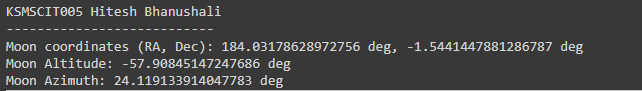 KSMSCIT005 Hitesh Bhanushali
---------------------------
Moon coordinates (RA, Dec): 184.03178628972756 deg, -1.5441447881286787 deg
Moon Altitude: -57.90845147247686 deg
Moon Azimuth: 24.119133914047783 deg